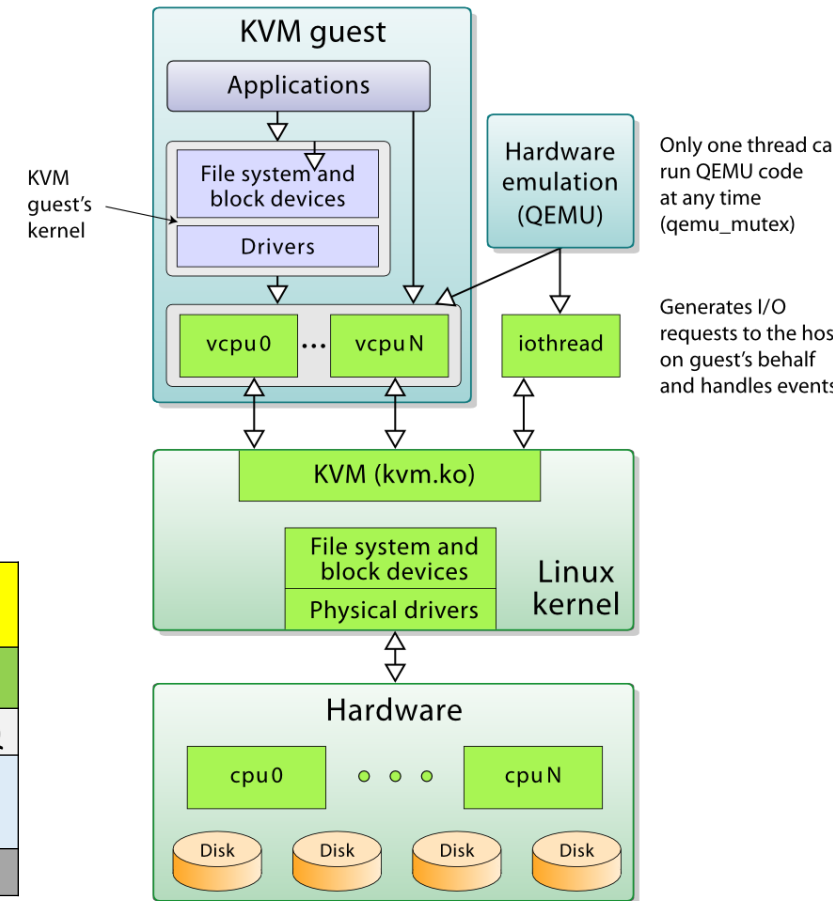 KVM guest
Applications
File system and
block devices
Drivers
KVM
guest's
kernel
vcpu0 ... vcpuN
Hardware
emulation
(QEMU)
Only one thread ca
run QEMU code
at any time
(qemu_mutex)
iothread
Generates I/O
requests to the hos
on guest's behalf
and handles events
KVM (kvm.ko)
File system and
block devices
Physical drivers
Linux
kernel
Hardware
cpu0
cpuN
Disk
Disk
Disk
Disk